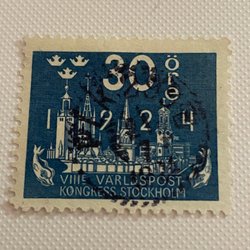 30 öre
1924
VIIIE VÄRLDSPOST
KONGRESS·STOCKHOLM